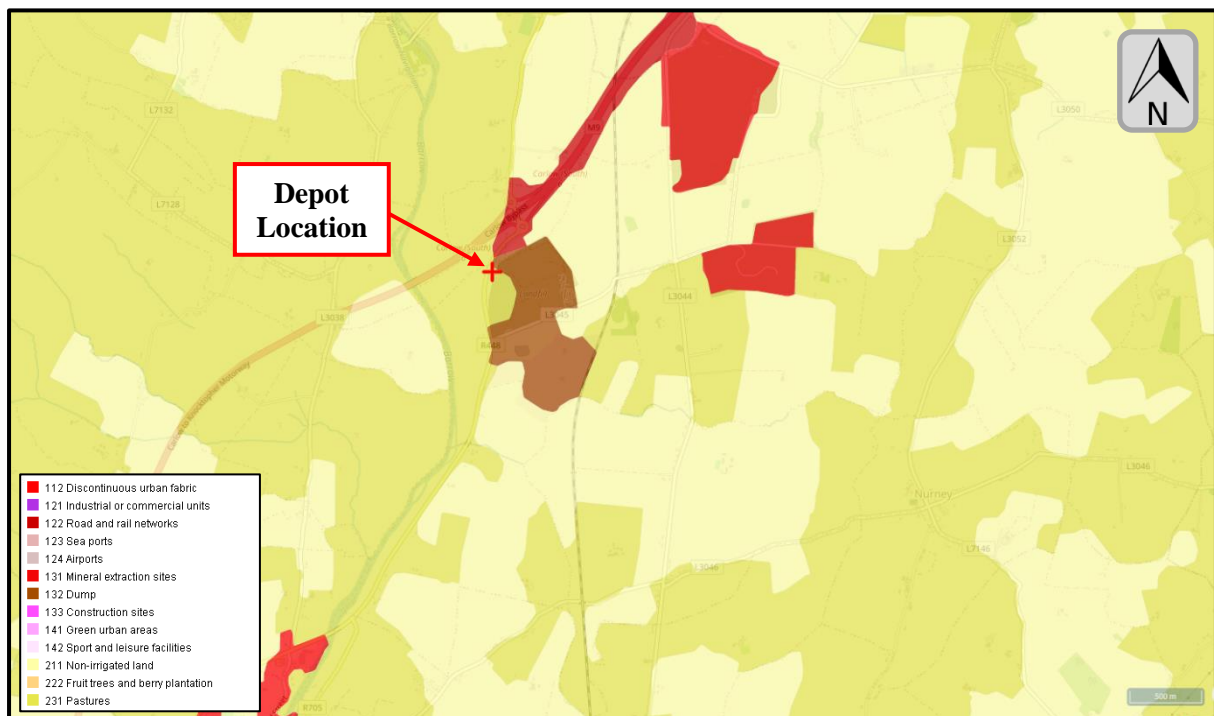 L7132
M9
L3050
N
Depot
Location
L7128
L3052
L3044
L3038
L3045
R448
Nurney
L3046
L7146
L3046
R705
500 m
112 Discontinuous urban fabric
121 Industrial or commercial units
122 Road and rail networks
123 Sea ports
124 Airports
131 Mineral extraction sites
132 Dump
133 Construction sites
141 Green urban areas
142 Sport and leisure facilities
211 Non-irrigated land
222 Fruit trees and berry plantation
231 Pastures